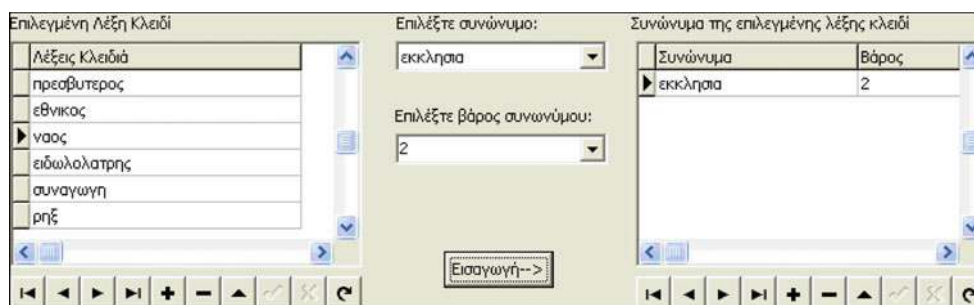 Επιλεγμένη Λέξη Κλειδί
Λέξεις Κλειδιά
πρεσβυτερος
εθνικος
ναος
ειδωλολατρης
συναγωγη
ρηξ
Επιλέξτε συνώνυμο:
εκκλησια
Επιλέξτε βάρος συνωνύμου:
2
Εισαγωγή-->
Συνώνυμα της επιλεγμένης λέξης κλειδί
Συνώνυμα Βάρος
εκκλησια 2